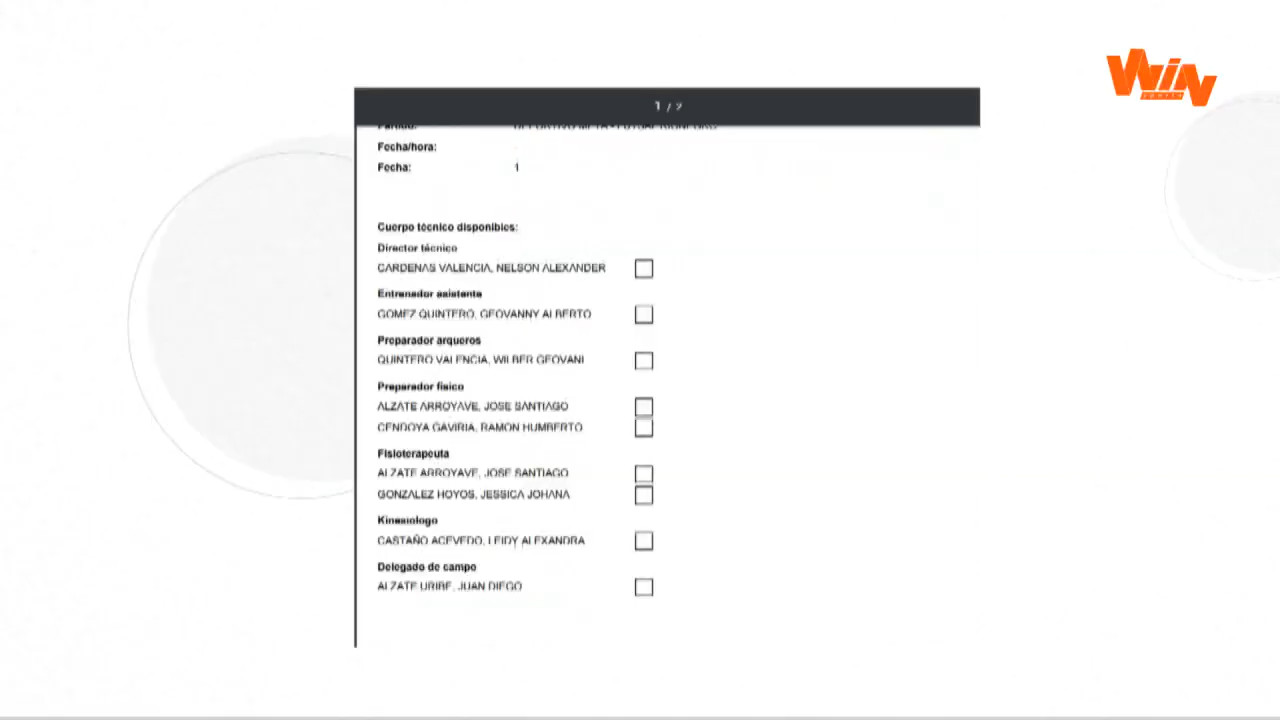 WIN
sports
1 / 2
Partido:
Fecha/hora:
Fecha: 1
Cuerpo técnico disponibles:
Director técnico
CARDENAS VALENCIA, NELSON ALEXANDER
Entrenador asistente
GOMEZ QUINTERO, GEOVANNY ALBERTO
Preparador arqueros
QUINTERO VALENCIA, WILBER GEOVANI
Preparador físico
ALZATE ARROYAVE, JOSE SANTIAGO
CENDOYA GAVIRIA, RAMON HUMBERTO
Fisioterapeuta
ALZATE ARROYAVE, JOSE SANTIAGO
GONZALEZ HOYOS, JESSICA JOHANA
Kinesiologo
CASTAÑO ACEVEDO, LEIDY ALEXANDRA
Delegado de campo
ALZATE URIBE, JUAN DIEGO